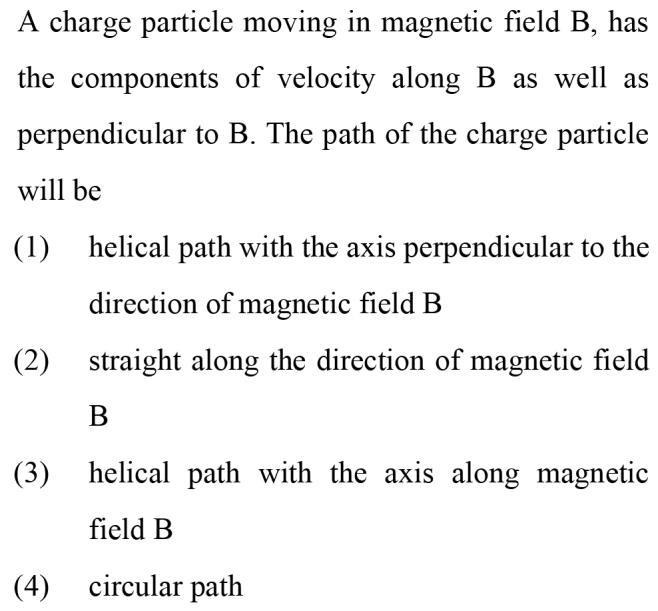 A charge particle moving in magnetic field B, has
the components of velocity along B as well as
perpendicular to B. The path of the charge particle
will be
(1) helical path with the axis perpendicular to the
direction of magnetic field B
(2) straight along the direction of magnetic field
B
(3) helical path with the axis along magnetic
field B
(4) circular path